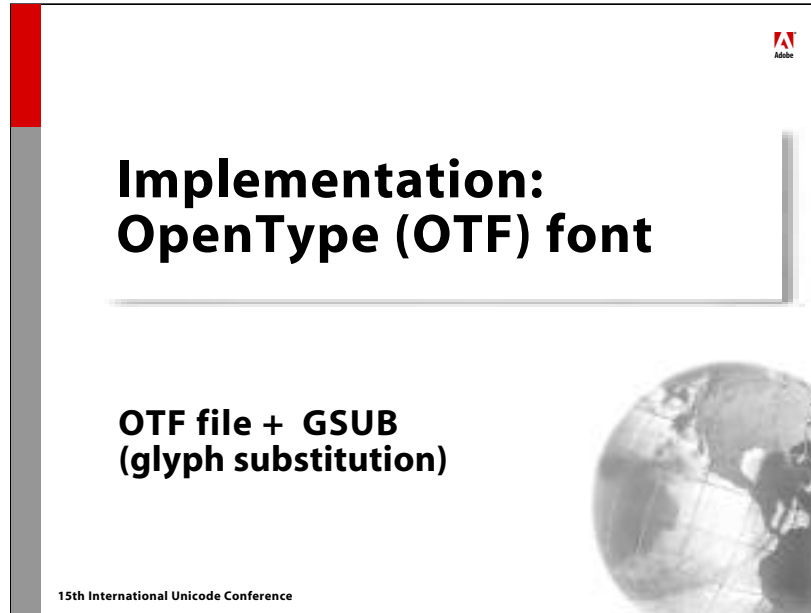 Adobe
Implementation:
OpenType (OTF) font
OTF file + GSUB
(glyph substitution)
15th International Unicode Conference